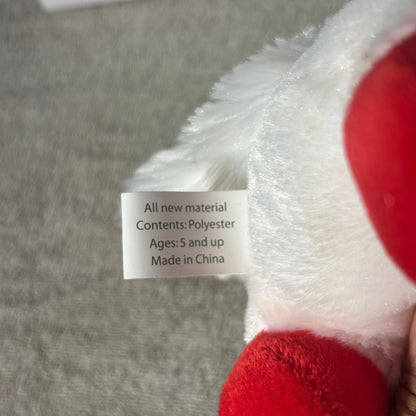 All new material
Contents: Polyester
Ages: 5 and up
Made in China